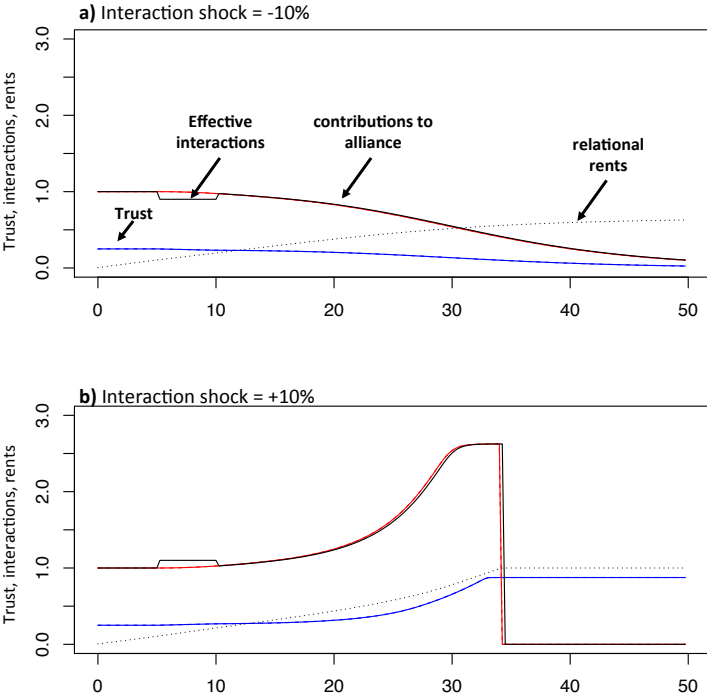 a) Interaction shock = -10%
3.0
2.0
1.0
0.0
Trust, interactions, rents
Effective
interactions
contributions to
alliance
relational
rents
Trust
0 10 20 30 40 50
b) Interaction shock = +10%
3.0
2.0
1.0
0.0
Trust, interactions, rents
0 10 20 30 40 50